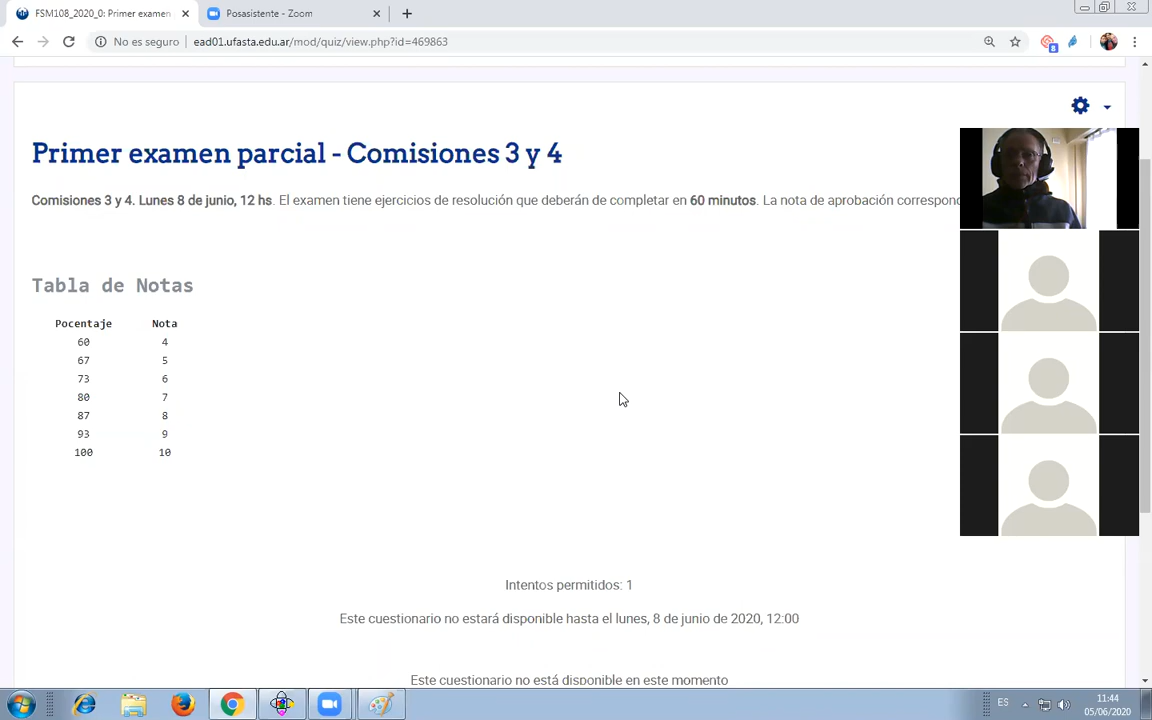 FSM108_2020_0: Primer examen
Posasistente - Zoom
No es seguro
ead01.ufasta.edu.ar/mod/quiz/view.php?id=469863
8
Primer examen parcial - Comisiones 3 y 4
Comisiones 3 y 4. Lunes 8 de junio, 12 hs. El examen tiene ejercicios de resolución que deberán de completar en 60 minutos. La nota de aprobación correspond
Tabla de Notas
Pocentaje Nota
60 4
67 5
73 6
80 7
87 8
93 9
100 10
Intentos permitidos: 1
Este cuestionario no estará disponible hasta el lunes, 8 de junio de 2020, 12:00
Este cuestionario no está disponible en este momento
ES
11:44
05/06/2020